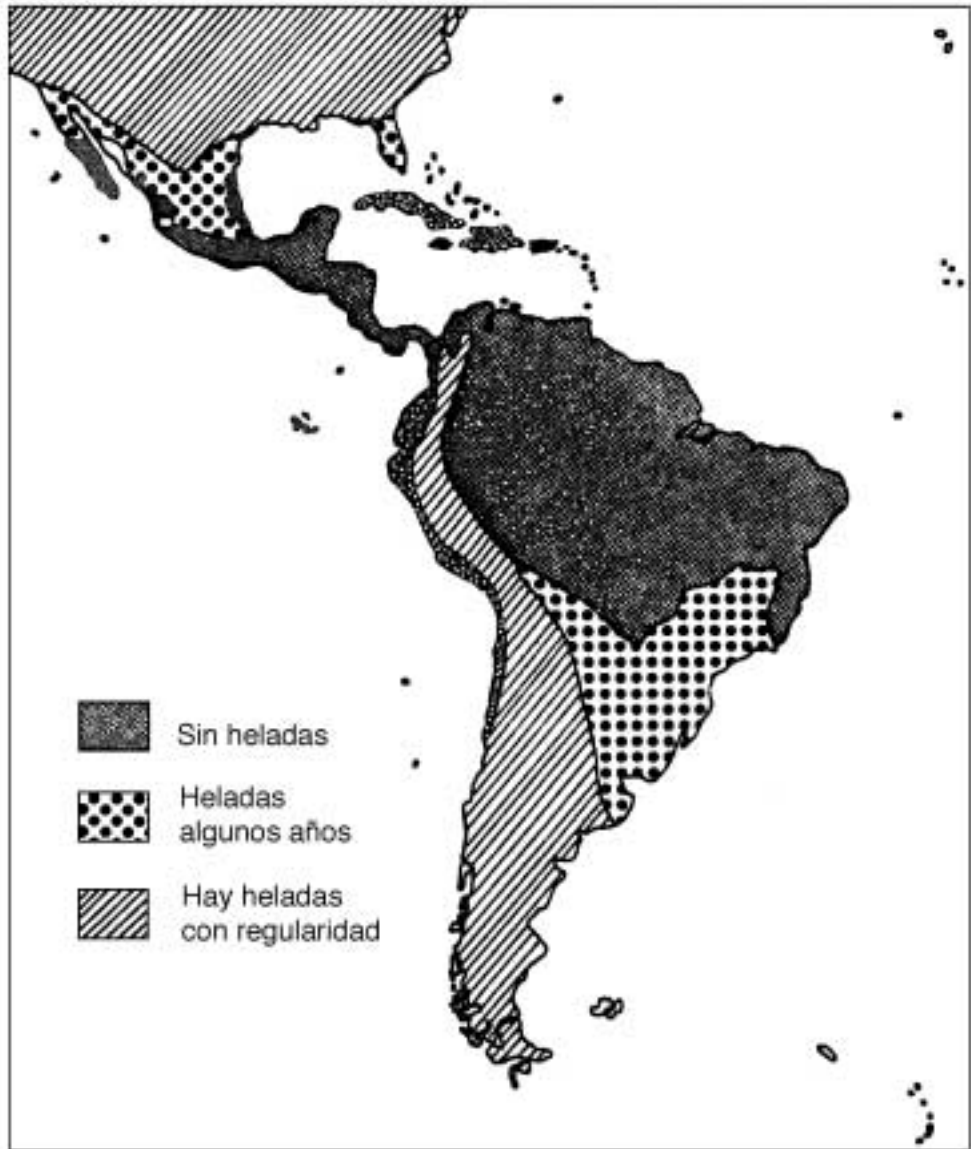 Sin heladas
Heladas
algunos años
Hay heladas
con regularidad